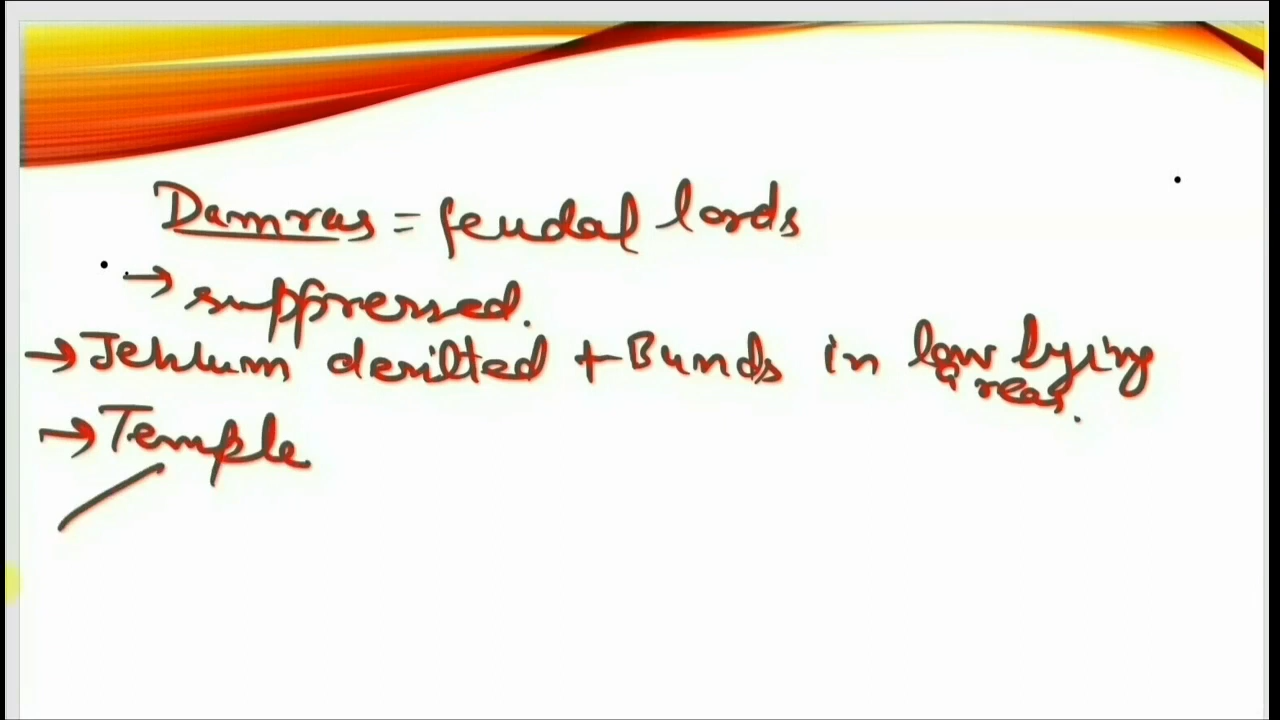 Damras = feudal lords
→ suppressed.
→ Jehlum desilted + Bunds in low lying areas.
→ Temple